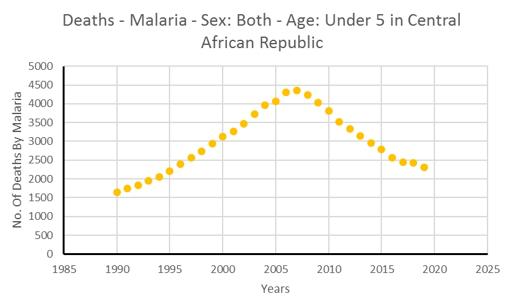 Deaths - Malaria - Sex: Both - Age: Under 5 in Central
African Republic
No. Of Deaths By Malaria
5000
4500
4000
3500
3000
2500
2000
1500
1000
500
0
1985 1990 1995 2000 2005 2010 2015 2020 2025
Years